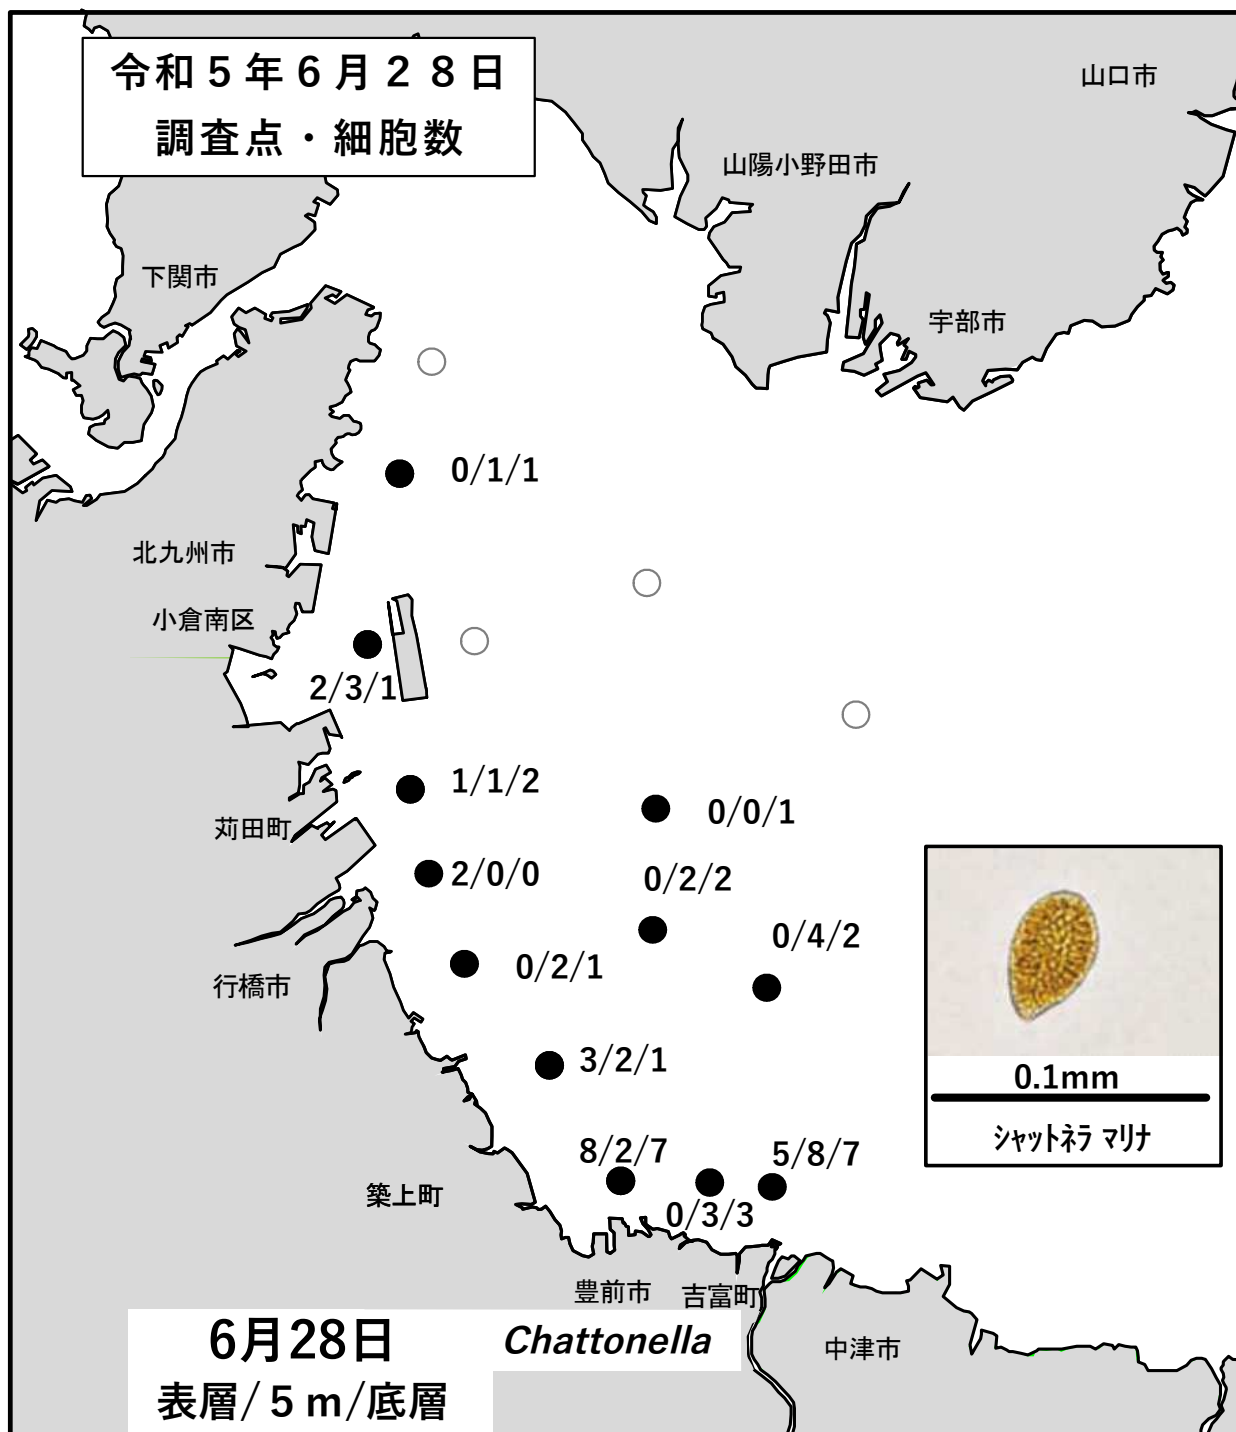 令和５年６月２８日
調査点・細胞数
山口市
山陽小野田市
下関市
宇部市
0/1/1
北九州市
小倉南区
2/3/1
1/1/2
0/0/1
苅田町
2/0/0
0/2/2
0/4/2
0/2/1
行橋市
3/2/1
0.1mm
ｼｬｯﾄﾈﾗ ﾏﾘﾅ
8/2/7
5/8/7
築上町
0/3/3
豊前市
吉富町
6月28日
Chattonella
中津市
表層/５ｍ/底層